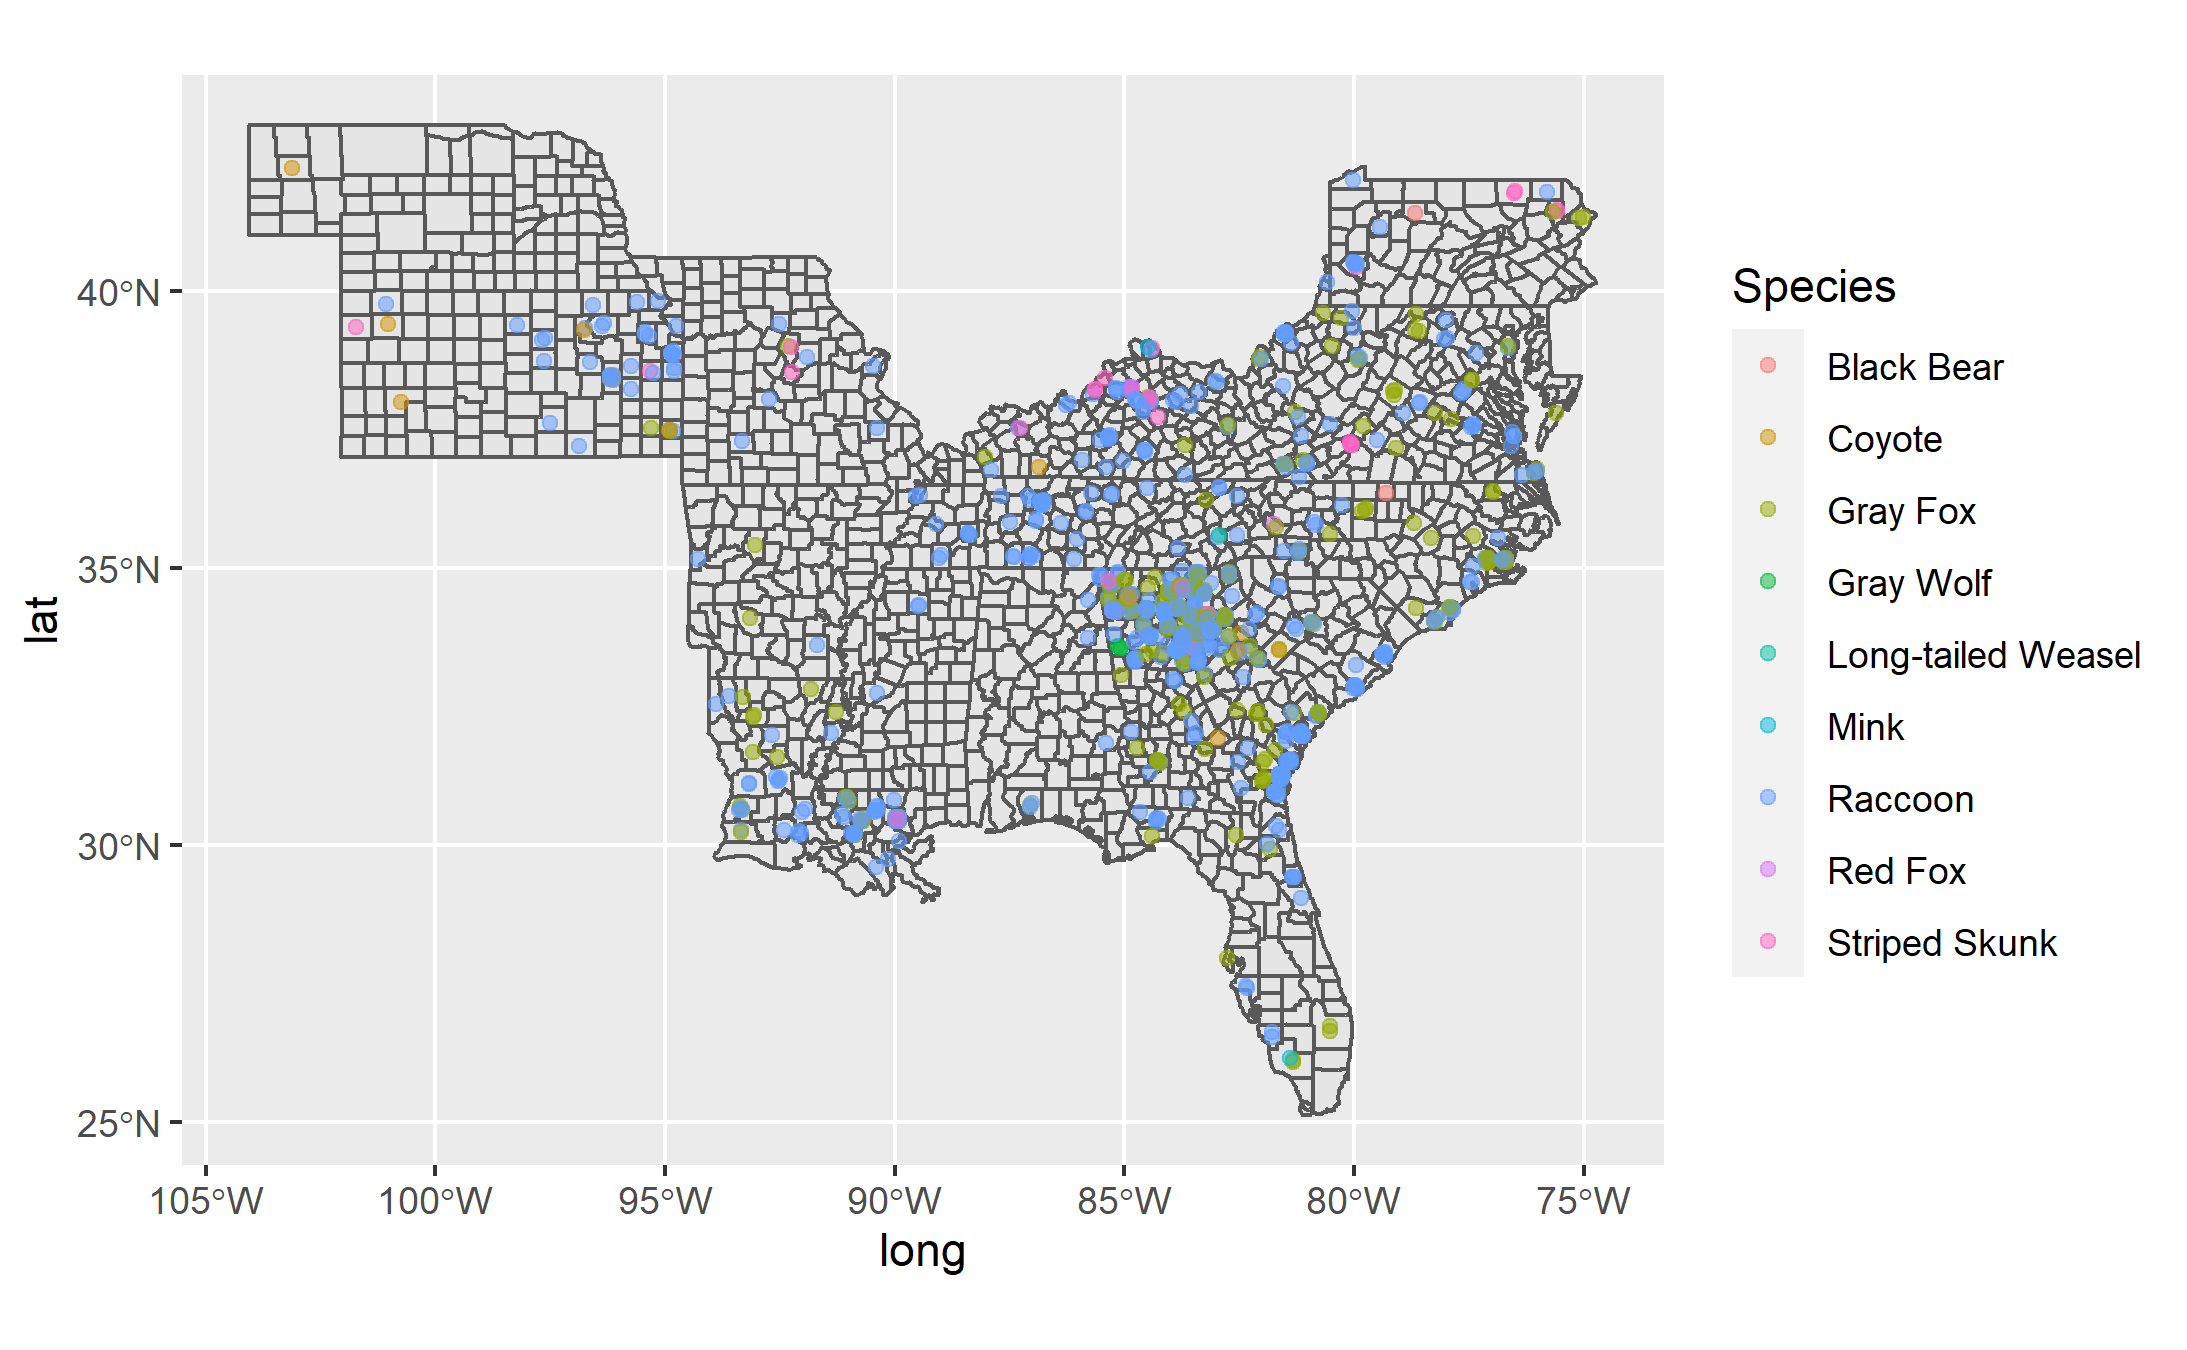 Species
Black Bear
Coyote
Gray Fox
Gray Wolf
Long-tailed Weasel
Mink
Raccoon
Red Fox
Striped Skunk
40°N
35°N
30°N
25°N
lat
105°W 100°W 95°W 90°W 85°W 80°W 75°W
long